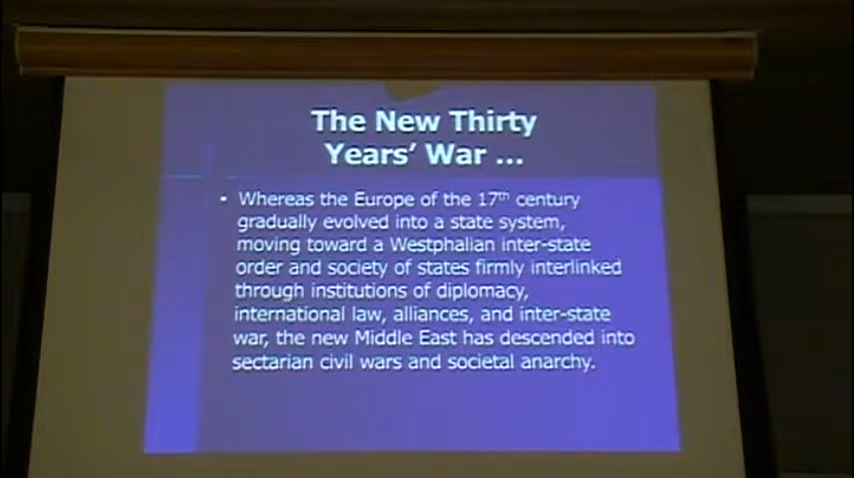 The New Thirty
Years’ War ...
• Whereas the Europe of the 17th century
gradually evolved into a state system,
moving toward a Westphalian inter-state
order and society of states firmly interlinked
through institutions of diplomacy,
international law, alliances, and inter-state
war, the new Middle East has descended into
sectarian civil wars and societal anarchy.